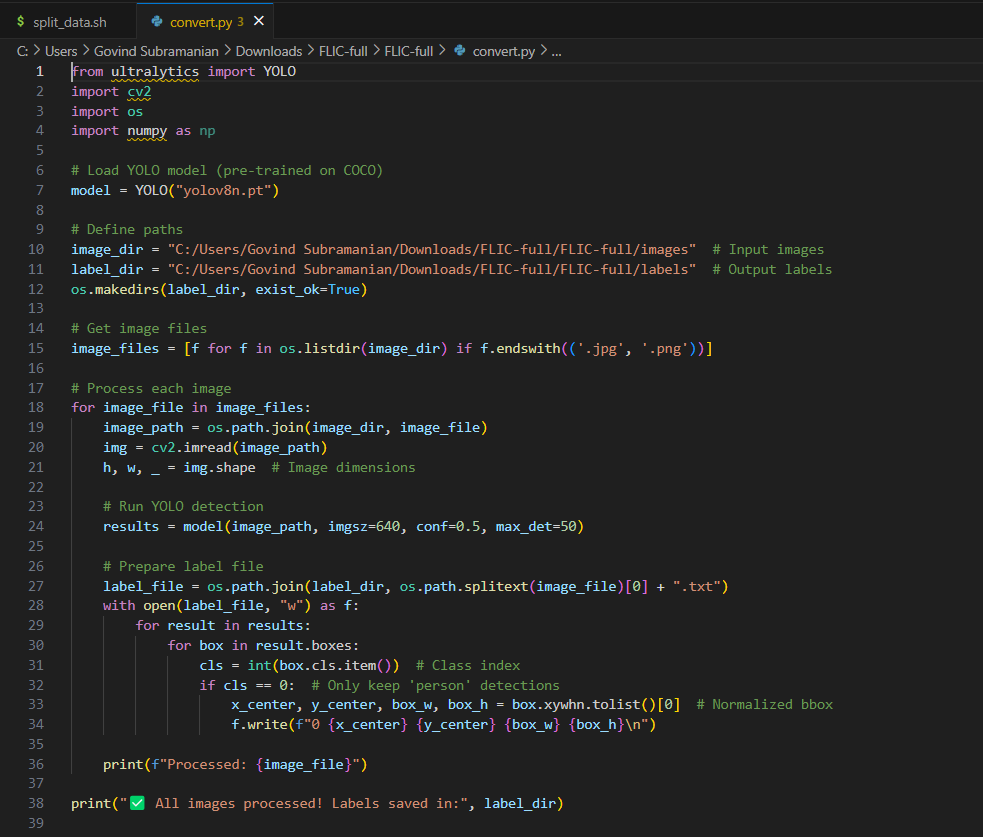 $ split_data.sh convert.py 3 ✕
C: > Users > Govind Subramanian > Downloads > FLIC-full > FLIC-full > convert.py > ...
1 from ultralytics import YOLO
2 import cv2
3 import os
4 import numpy as np
5
6 # Load YOLO model (pre-trained on COCO)
7 model = YOLO("yolov8n.pt")
8
9 # Define paths
10 image_dir = "C:/Users/Govind Subramanian/Downloads/FLIC-full/FLIC-full/images"  # Input images
11 label_dir = "C:/Users/Govind Subramanian/Downloads/FLIC-full/FLIC-full/labels"  # Output labels
12 os.makedirs(label_dir, exist_ok=True)
13
14 # Get image files
15 image_files = [f for f in os.listdir(image_dir) if f.endswith(('.jpg', '.png'))]
16
17 # Process each image
18 for image_file in image_files:
19     image_path = os.path.join(image_dir, image_file)
20     img = cv2.imread(image_path)
21     h, w, _ = img.shape  # Image dimensions
22
23     # Run YOLO detection
24     results = model(image_path, imgsz=640, conf=0.5, max_det=50)
25
26     # Prepare label file
27     label_file = os.path.join(label_dir, os.path.splitext(image_file)[0] + ".txt")
28     with open(label_file, "w") as f:
29         for result in results:
30             for box in result.boxes:
31                 cls = int(box.cls.item())  # Class index
32                 if cls == 0:  # Only keep 'person' detections
33                     x_center, y_center, box_w, box_h = box.xywhn.tolist()[0]  # Normalized bbox
34                     f.write(f"0 {x_center} {y_center} {box_w} {box_h}\n")
35
36     print(f"Processed: {image_file}")
37
38 print("✅ All images processed! Labels saved in:", label_dir)
39